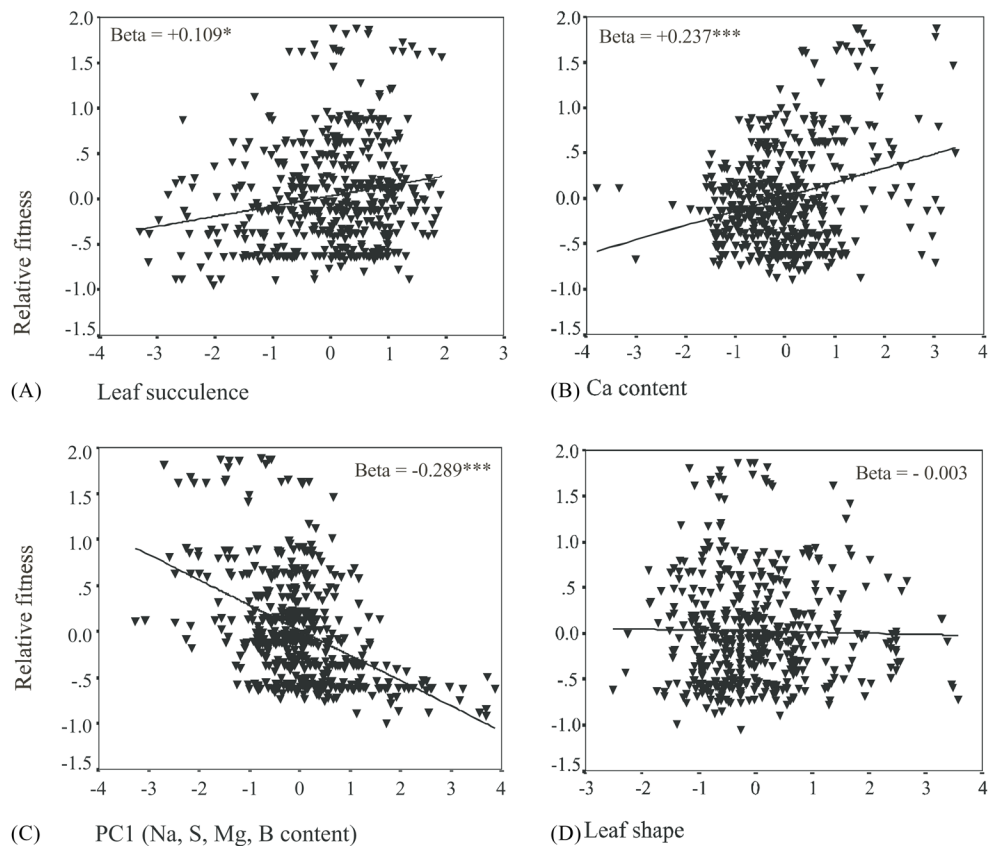 Beta = +0.109*
2.0
1.5
1.0
.5
0.0
-.5
-1.0
-1.5
-4 -3 -2 -1 0 1 2 3
Relative fitness
(A) Leaf succulence
Beta = +0.237***
2.0
1.5
1.0
.5
0.0
-.5
-1.0
-1.5
-4 -3 -2 -1 0 1 2 3 4
(B) Ca content
Beta = -0.289***
2.0
1.5
1.0
.5
0.0
-.5
-1.0
-1.5
-4 -3 -2 -1 0 1 2 3 4
Relative fitness
(C) PC1 (Na, S, Mg, B content)
Beta = - 0.003
2.0
1.5
1.0
.5
0.0
-.5
-1.0
-1.5
-3 -2 -1 0 1 2 3 4
(D) Leaf shape